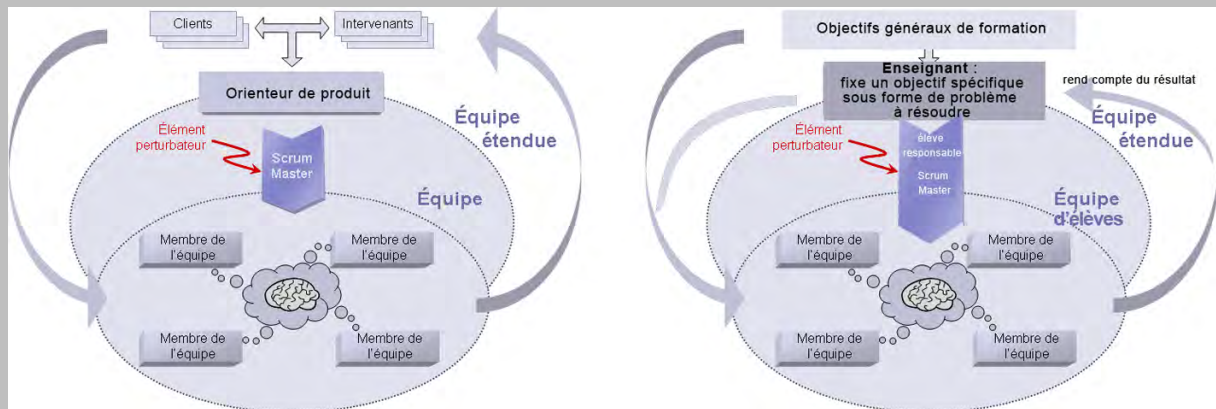 Clients
Intervenants
Orienteur de produit
Équipe
étendue
Élément
perturbateur
Scrum
Master
Équipe
Membre de
l'équipe
Membre de
l'équipe
Membre de
l'équipe
Membre de
l'équipe
Objectifs généraux de formation
Enseignant :
fixe un objectif spécifique
sous forme de problème
à résoudre
rend compte du résultat
Équipe
étendue
Élément
perturbateur
élève
responsable
Scrum
Master
Équipe
d'élèves
Membre de
l'équipe
Membre de
l'équipe
Membre de
l'équipe
Membre de
l'équipe